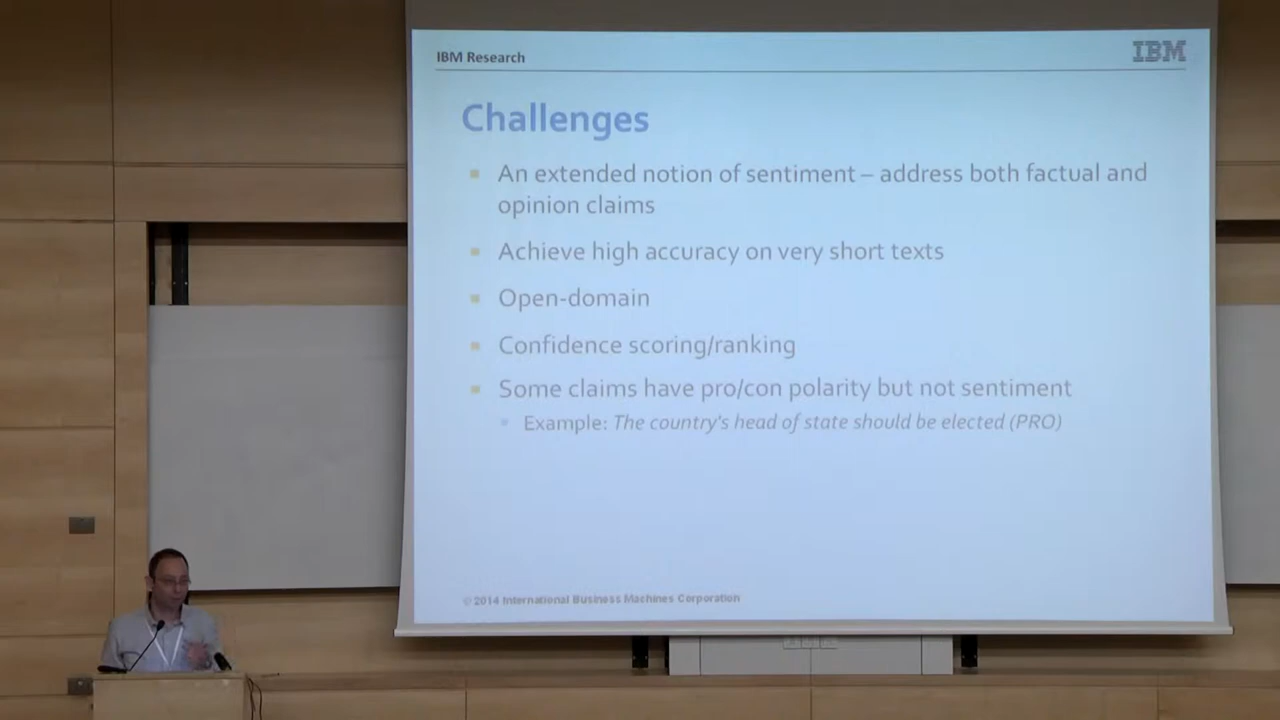 IBM Research
IBM
Challenges
An extended notion of sentiment – address both factual and
opinion claims
Achieve high accuracy on very short texts
Open-domain
Confidence scoring/ranking
Some claims have pro/con polarity but not sentiment
Example: The country's head of state should be elected (PRO)
© 2014 International Business Machines Corporation